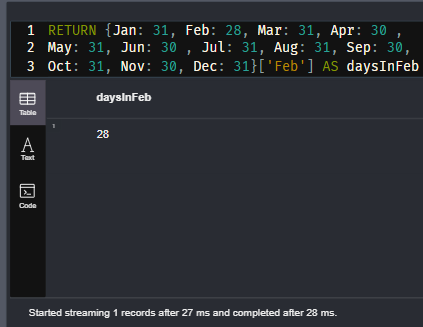 1 RETURN {Jan: 31, Feb: 28, Mar: 31, Apr: 30 ,
2 May: 31, Jun: 30 , Jul: 31, Aug: 31, Sep: 30,
3 Oct: 31, Nov: 30, Dec: 31}['Feb'] AS daysInFeb
Table
daysInFeb
1
28
A
Text
Code
Started streaming 1 records after 27 ms and completed after 28 ms.